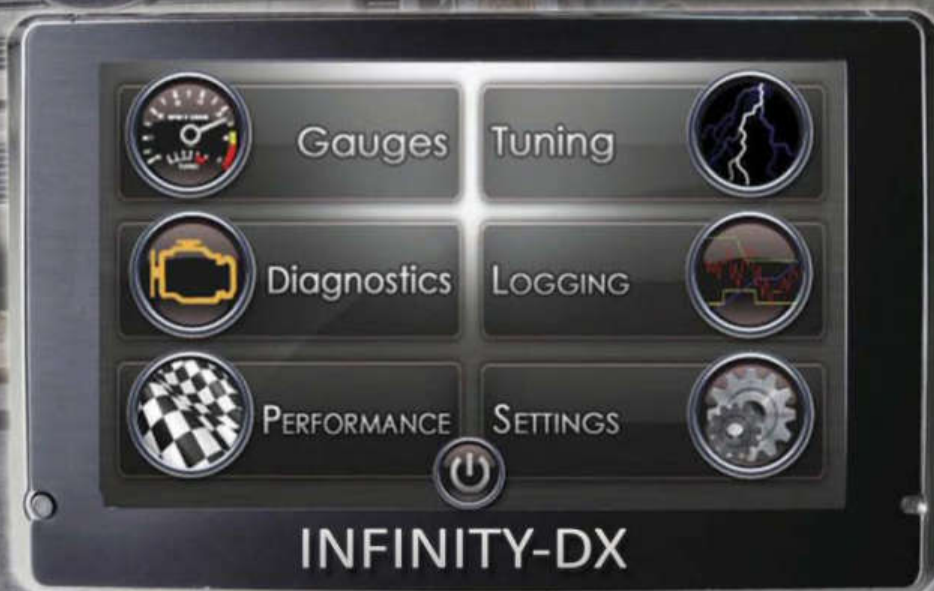 Gauges
Tuning
Diagnostics
LOGGING
PERFORMANCE
SETTINGS
INFINITY-DX